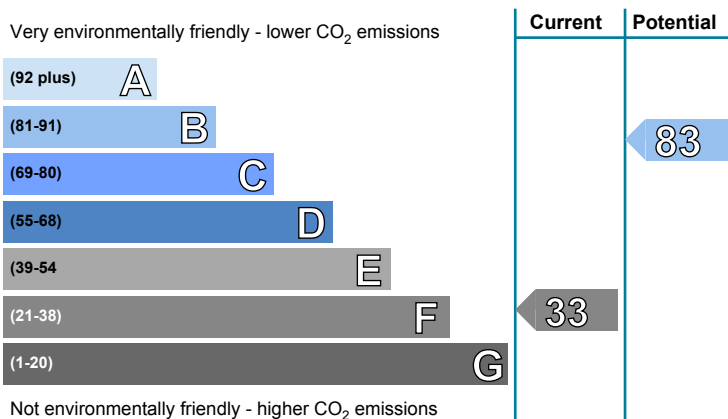 Very environmentally friendly - lower CO2 emissions
Current
Potential
(92 plus) A
(81-91) B
83
(69-80) C
(55-68) D
(39-54 E
(21-38) F
33
(1-20) G
Not environmentally friendly - higher CO2 emissions